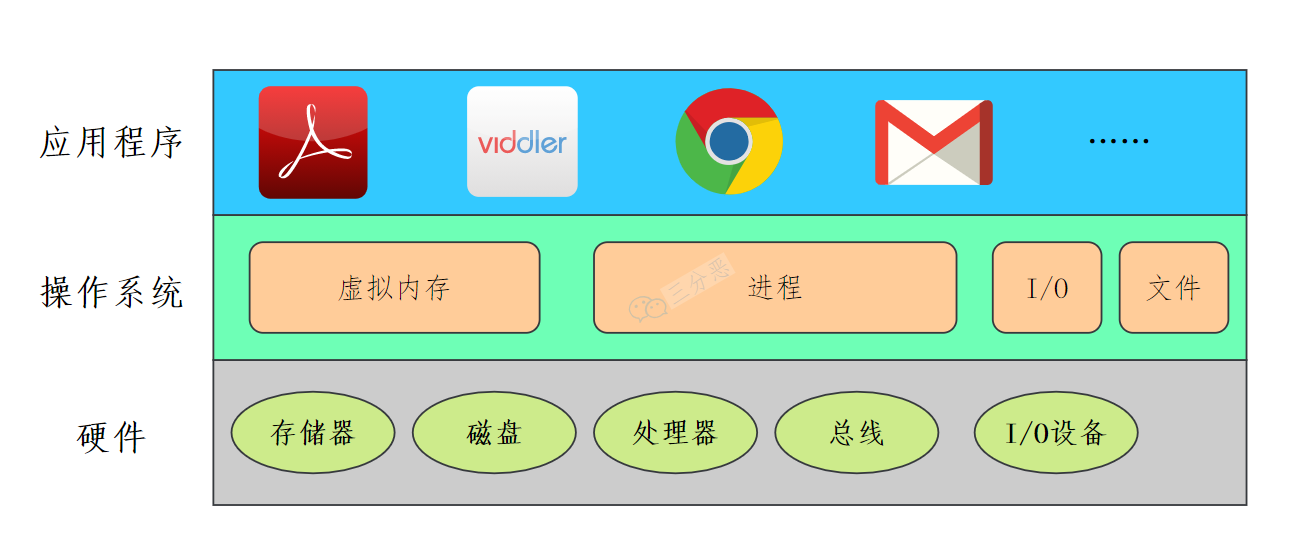 应用程序
viddler
······
操作系统
虚拟内存
进程
I/O
文件
三分恶
硬件
存储器
磁盘
处理器
总线
I/O设备